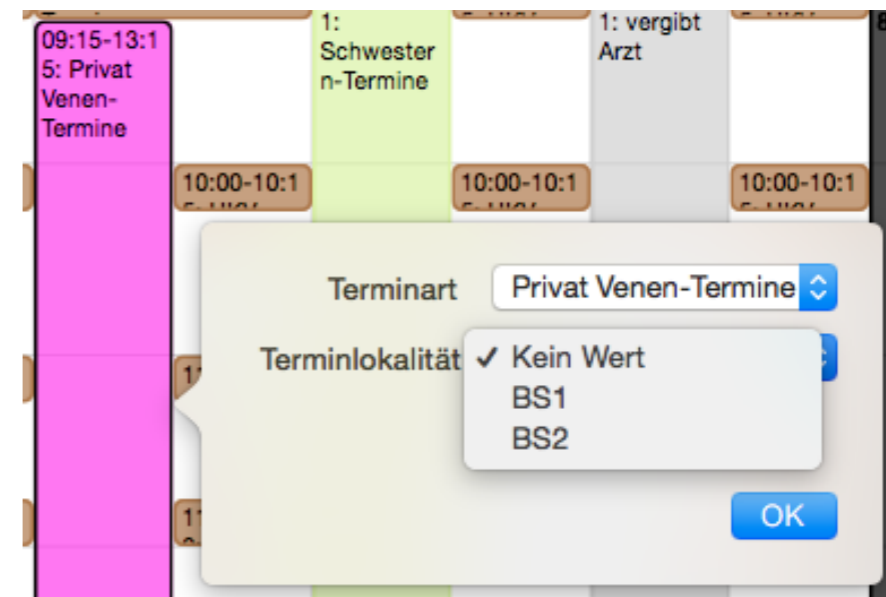 09:15-13:1
5: Privat
Venen-
Termine
1:
Schwester
n-Termine
1: vergibt
Arzt
10:00-10:1
10:00-10:1
10:00-10:1
Terminart
Privat Venen-Termine
Terminlokalität
✓ Kein Wert
BS1
BS2
OK